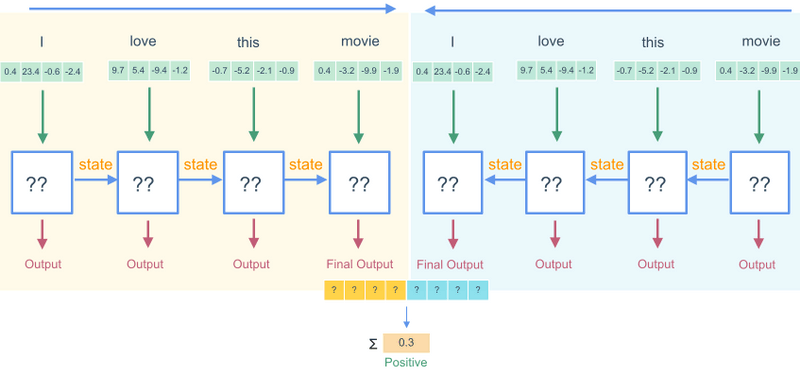 I love this movie I love this movie
0.4 23.4 -0.6 -2.4 9.7 5.4 -9.4 -1.2 -0.7 -5.2 -2.1 -0.9 0.4 -3.2 -9.9 -1.9 0.4 23.4 -0.6 -2.4 9.7 5.4 -9.4 -1.2 -0.7 -5.2 -2.1 -0.9 0.4 -3.2 -9.9 -1.9
state state state state state state
?? ?? ?? ?? ?? ?? ?? ??
Output Output Output Final Output Final Output Output Output Output
? ? ? ? ? ? ? ?
Σ 0.3
Positive